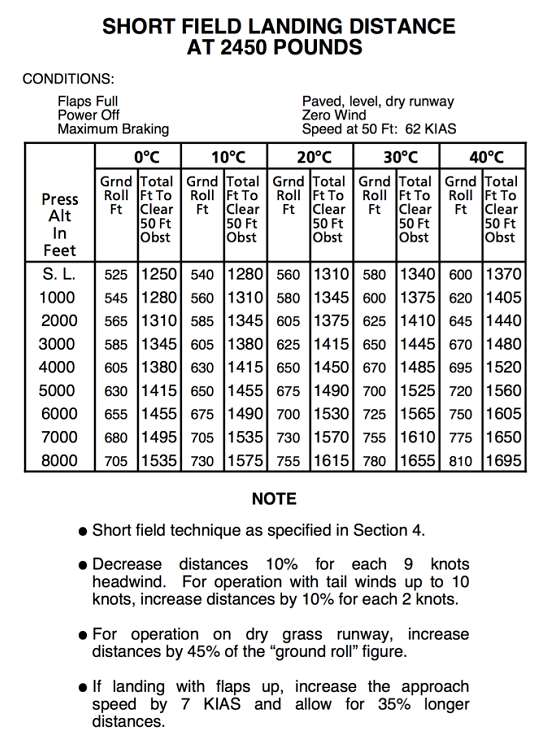 SHORT FIELD LANDING DISTANCE
AT 2450 POUNDS
CONDITIONS:
Flaps Full
Power Off
Maximum Braking
Paved, level, dry runway
Zero Wind
Speed at 50 Ft: 62 KIAS
0°C 10°C 20°C 30°C 40°C
Press Alt In Feet Grnd Roll Ft Total Ft To Clear 50 Ft Obst Grnd Roll Ft Total Ft To Clear 50 Ft Obst Grnd Roll Ft Total Ft To Clear 50 Ft Obst Grnd Roll Ft Total Ft To Clear 50 Ft Obst Grnd Roll Ft Total Ft To Clear 50 Ft Obst
S. L. 525 1250 540 1280 560 1310 580 1340 600 1370
1000 545 1280 560 1310 580 1345 600 1375 620 1405
2000 565 1310 585 1345 605 1375 625 1410 645 1440
3000 585 1345 605 1380 625 1415 650 1445 670 1480
4000 605 1380 630 1415 650 1450 670 1485 695 1520
5000 630 1415 650 1455 675 1490 700 1525 720 1560
6000 655 1455 675 1490 700 1530 725 1565 750 1605
7000 680 1495 705 1535 730 1570 755 1610 775 1650
8000 705 1535 730 1575 755 1615 780 1655 810 1695
NOTE
● Short field technique as specified in Section 4.
● Decrease distances 10% for each 9 knots
headwind. For operation with tail winds up to 10
knots, increase distances by 10% for each 2 knots.
● For operation on dry grass runway, increase
distances by 45% of the “ground roll” figure.
● If landing with flaps up, increase the approach
speed by 7 KIAS and allow for 35% longer
distances.